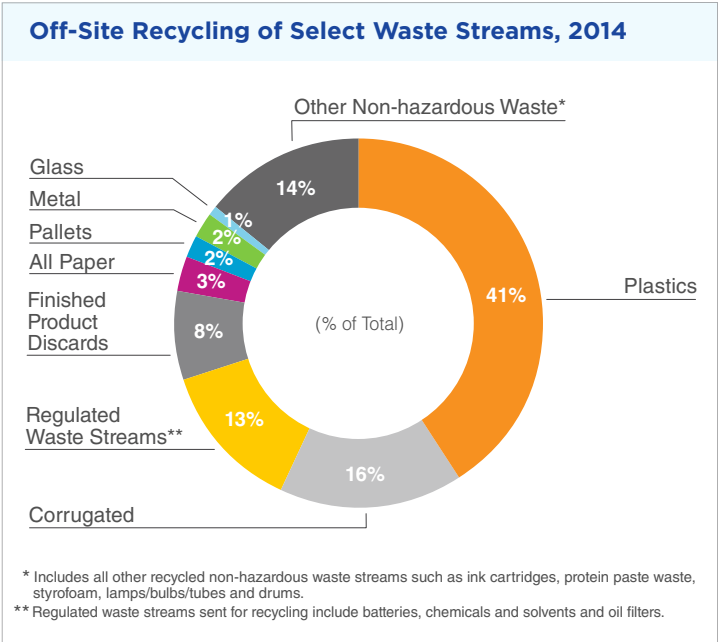 Off-Site Recycling of Select Waste Streams, 2014
Other Non-hazardous Waste*
Glass
Metal
Pallets
All Paper
Finished
Product
Discards
Regulated
Waste Streams**
Corrugated
Plastics
14%
1%
2%
2%
3%
8%
13%
16%
41%
(% of Total)
* Includes all other recycled non-hazardous waste streams such as ink cartridges, protein paste waste,
styrofoam, lamps/bulbs/tubes and drums.
** Regulated waste streams sent for recycling include batteries, chemicals and solvents and oil filters.